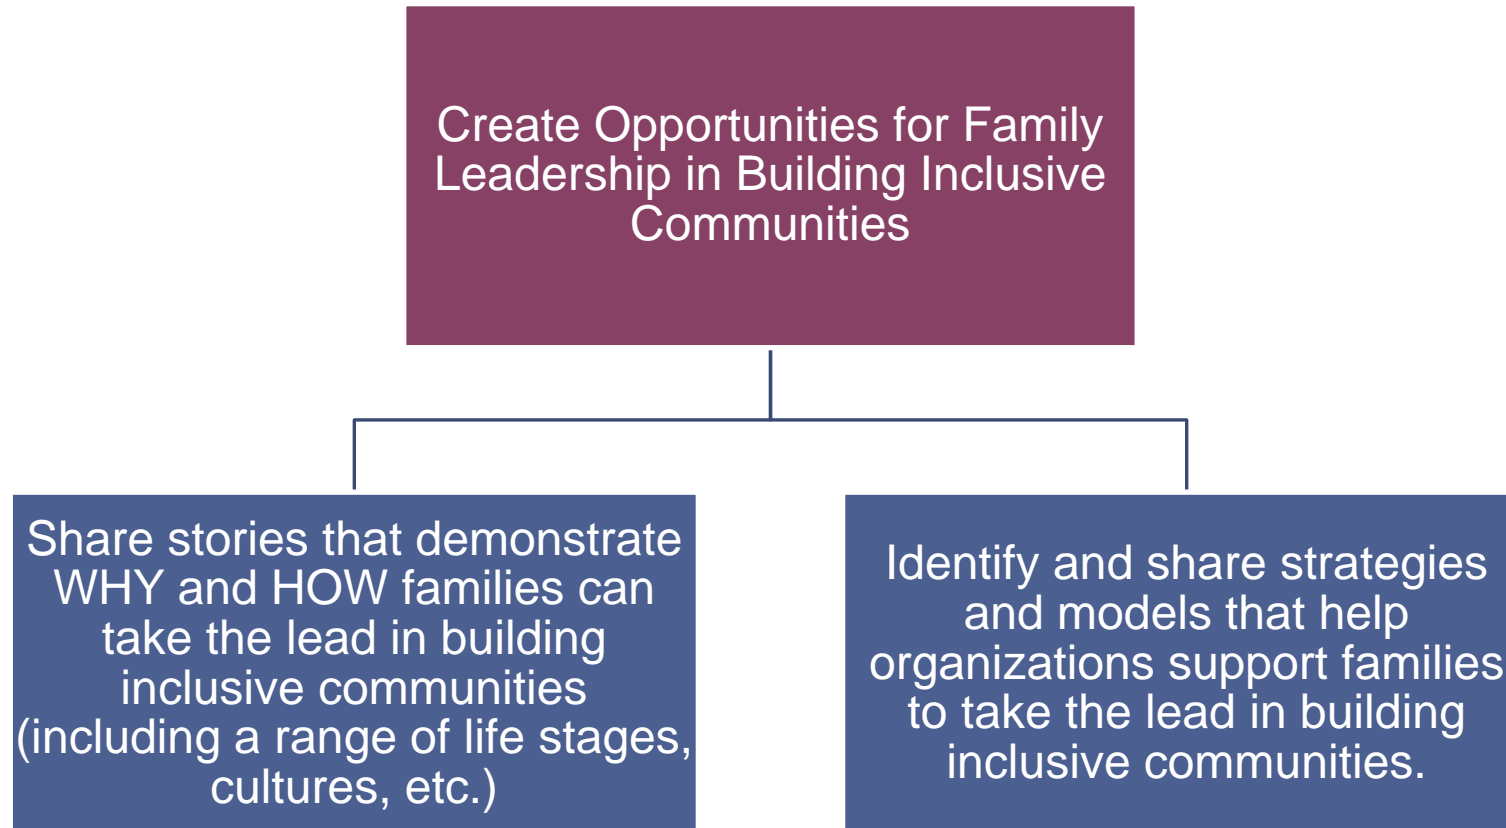 Create Opportunities for Family
Leadership in Building Inclusive
Communities
Share stories that demonstrate
WHY and HOW families can
take the lead in building
inclusive communities
(including a range of life stages,
cultures, etc.)
Identify and share strategies
and models that help
organizations support families
to take the lead in building
inclusive communities.